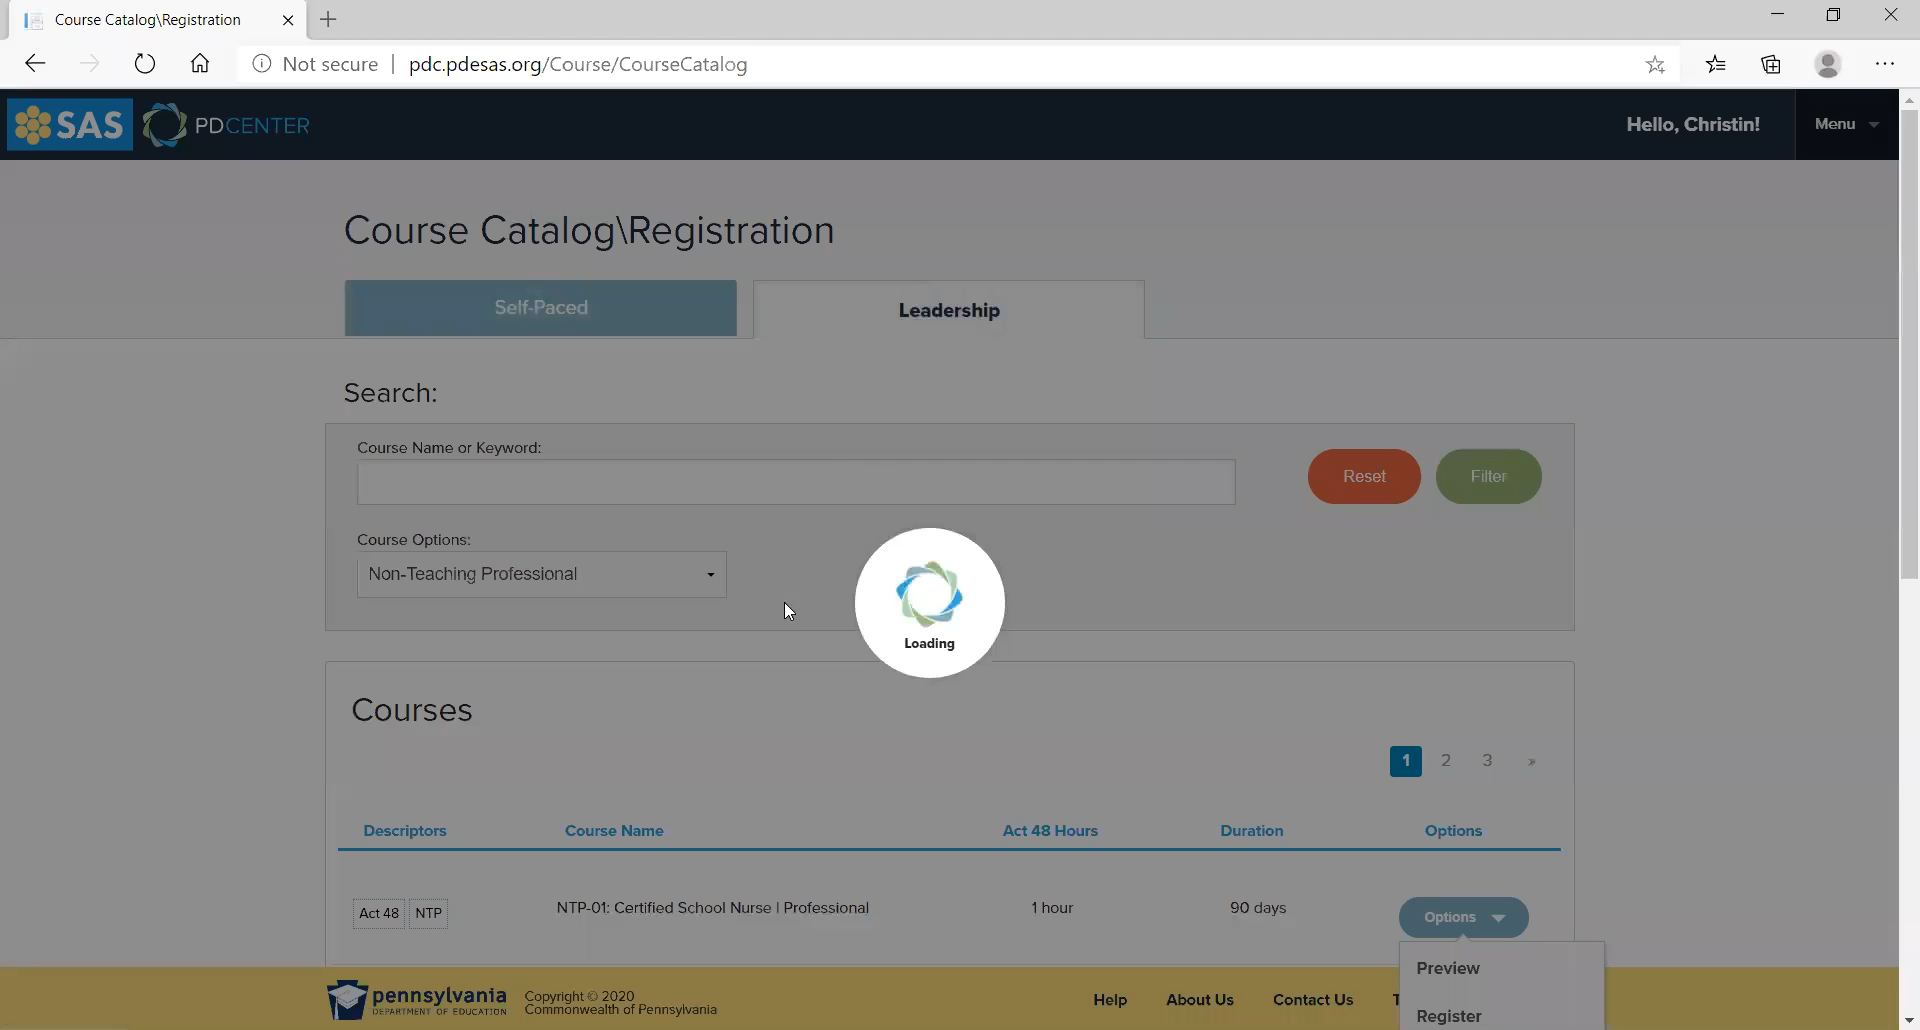 Course Catalog\Registration
Not secure | pdc.pdesas.org/Course/CourseCatalog
SAS PDCENTER
Hello, Christin!
Menu
Course Catalog\Registration
Self-Paced
Leadership
Search:
Course Name or Keyword:
Reset
Filter
Course Options:
Non-Teaching Professional
Loading
Courses
1 2 3 »
Descriptors Course Name Act 48 Hours Duration Options
Act 48 NTP NTP-01: Certified School Nurse | Professional 1 hour 90 days Options
Preview
Register
pennsylvania
DEPARTMENT OF EDUCATION
Copyright © 2020
Commonwealth of Pennsylvania
Help About Us Contact Us